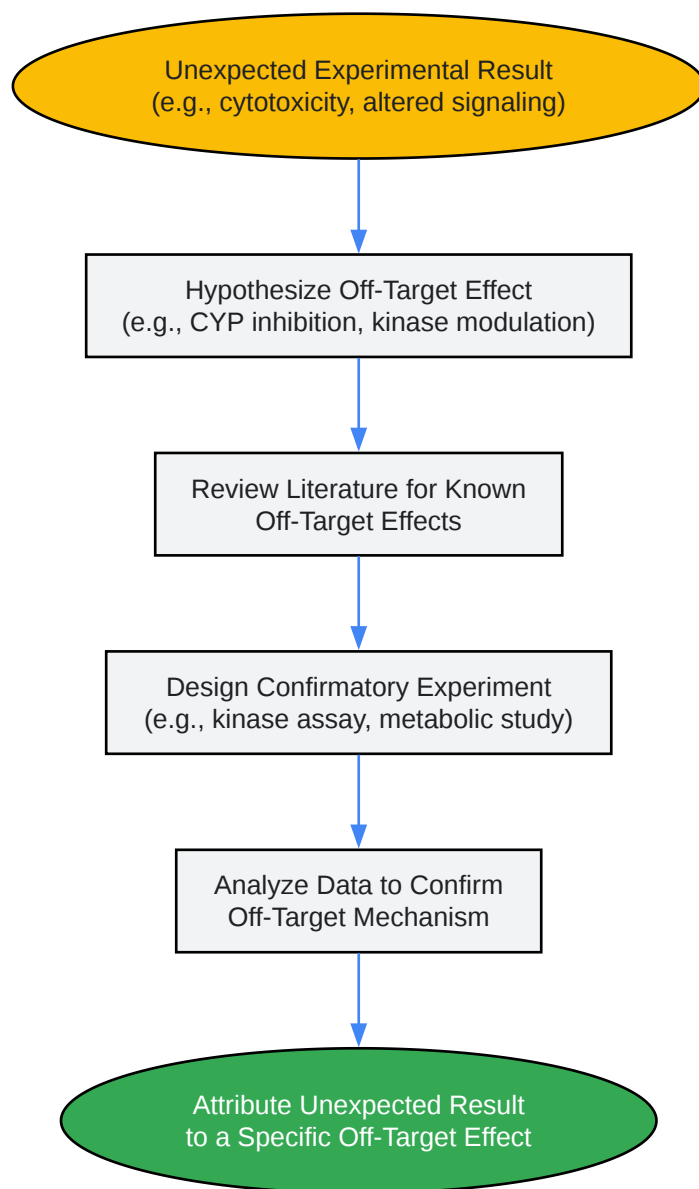 Unexpected Experimental Result
(e.g., cytotoxicity, altered signaling)
Hypothesize Off-Target Effect
(e.g., CYP inhibition, kinase modulation)
Review Literature for Known
Off-Target Effects
Design Confirmatory Experiment
(e.g., kinase assay, metabolic study)
Analyze Data to Confirm
Off-Target Mechanism
Attribute Unexpected Result
to a Specific Off-Target Effect